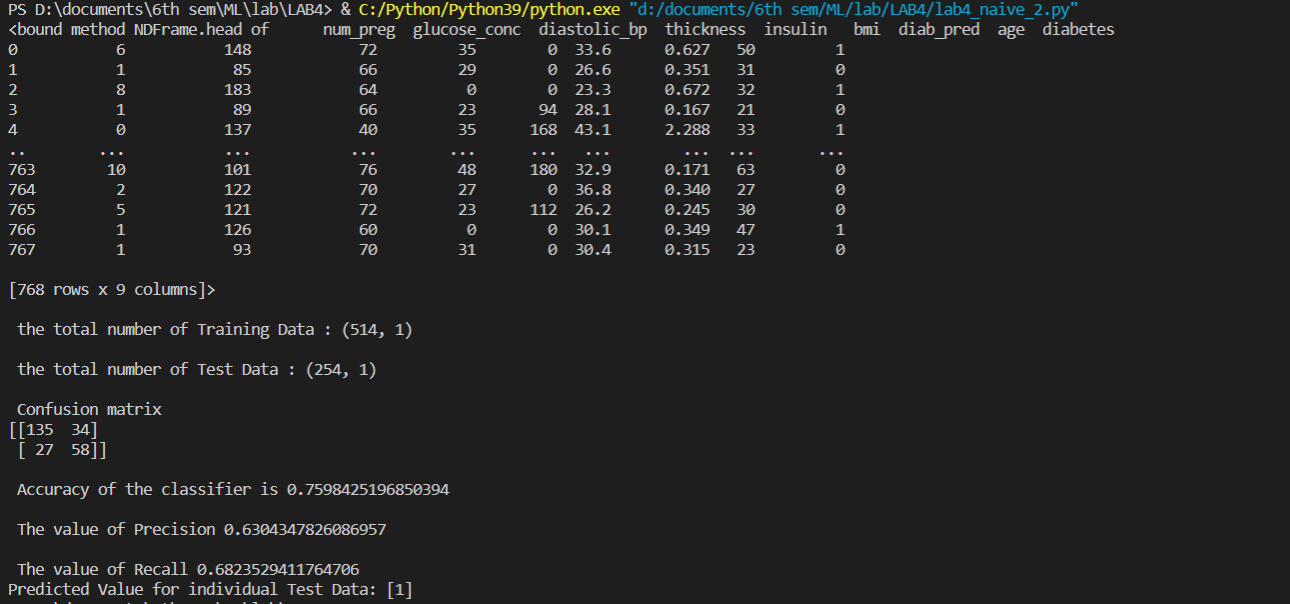 PS D:\documents\6th sem\ML\lab\LAB4> & C:/Python/Python39/python.exe "d:/documents/6th sem/ML/lab/LAB4/lab4_naive_2.py"
<bound method NDFrame.head of      num_preg  glucose_conc  diastolic_bp  thickness  insulin   bmi  diab_pred  age  diabetes
0           6           148            72         35        0  33.6      0.627   50         1
1           1            85            66         29        0  26.6      0.351   31         0
2           8           183            64          0        0  23.3      0.672   32         1
3           1            89            66         23       94  28.1      0.167   21         0
4           0           137            40         35      168  43.1      2.288   33         1
..        ...           ...           ...        ...      ...   ...        ...  ...       ...
763        10           101            76         48      180  32.9      0.171   63         0
764         2           122            70         27        0  36.8      0.340   27         0
765         5           121            72         23      112  26.2      0.245   30         0
766         1           126            60          0        0  30.1      0.349   47         1
767         1            93            70         31        0  30.4      0.315   23         0
[768 rows x 9 columns]>
the total number of Training Data : (514, 1)
the total number of Test Data : (254, 1)
Confusion matrix
[[135  34]
 [ 27  58]]
Accuracy of the classifier is 0.7598425196850394
The value of Precision 0.6304347826086957
The value of Recall 0.6823529411764706
Predicted Value for individual Test Data: [1]